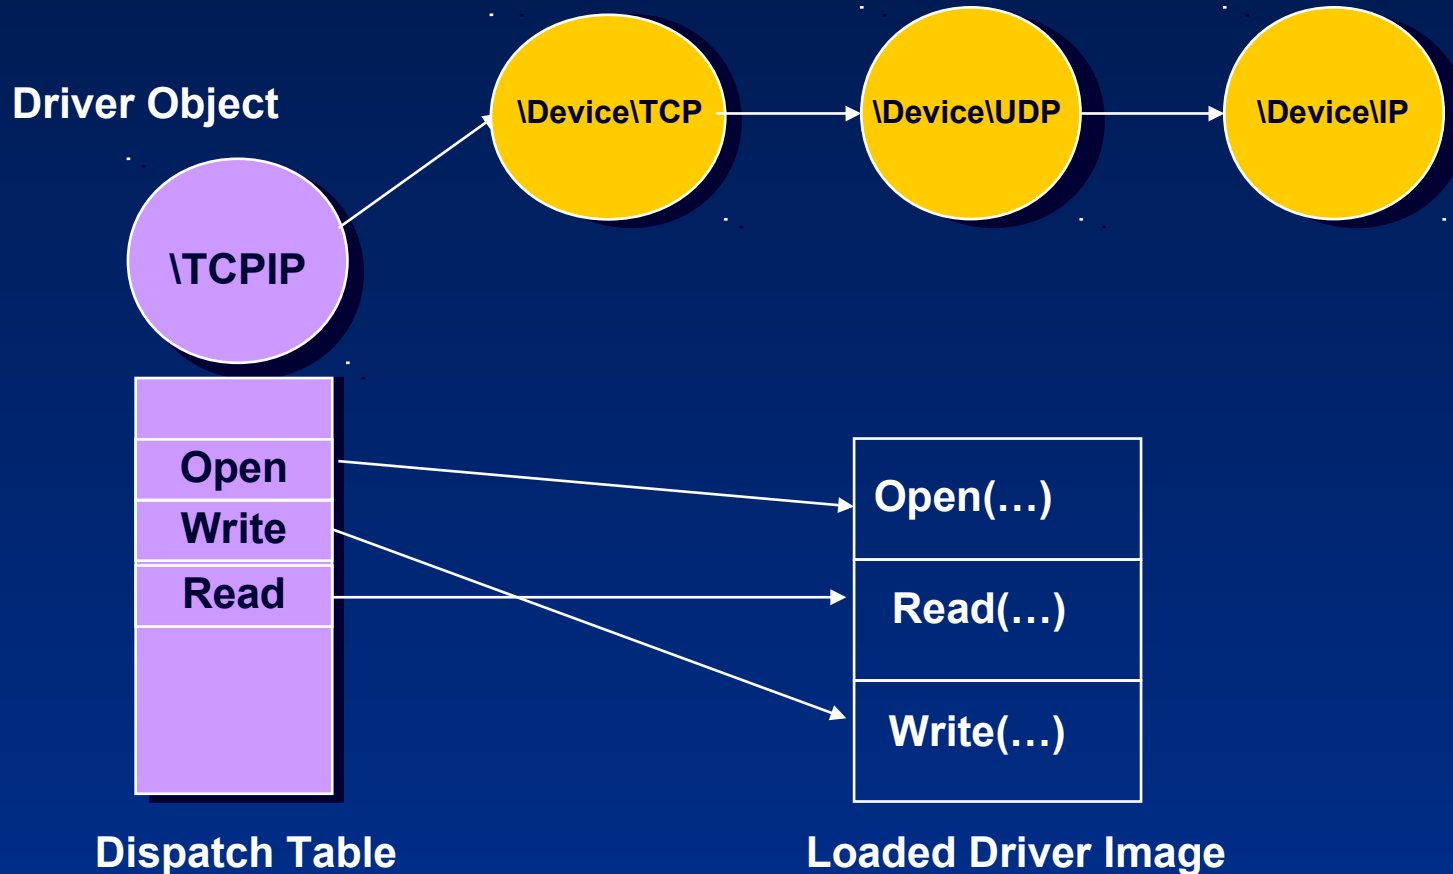 Driver Object
\Device\TCP
\Device\UDP
\Device\IP
\TCPIP
Open
Write
Read
Open(…)
Read(…)
Write(…)
Dispatch Table
Loaded Driver Image